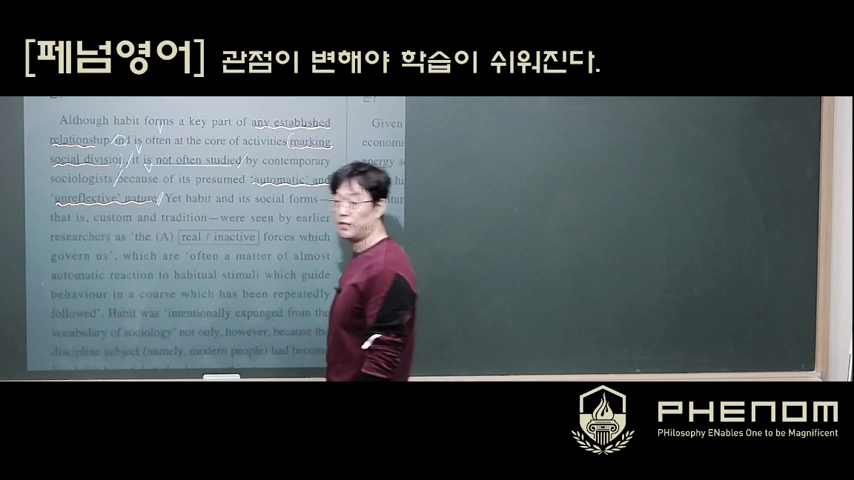 [페넘영어] 관점이 변해야 학습이 쉬워진다.
Although habit forms a key part of any established
relationship and is often at the core of activities marking
social division, it is not often studied by contemporary
sociologists because of its presumed 'automatic' and
'unreflective' nature. Yet habit and its social forms—
that is, custom and tradition—were seen by earlier
researchers as 'the (A) real / inactive forces which
govern us', which are 'often a matter of almost
automatic reaction to habitual stimuli which guide
behaviour in a course which has been repeatedly
followed'. Habit was 'intentionally expunged from the
vocabulary of sociology' not only, however, because the
discipline subject (namely, modern people) had become
Given
economi
energy s
PHENOM
PHilosophy ENables One to be Magnificent